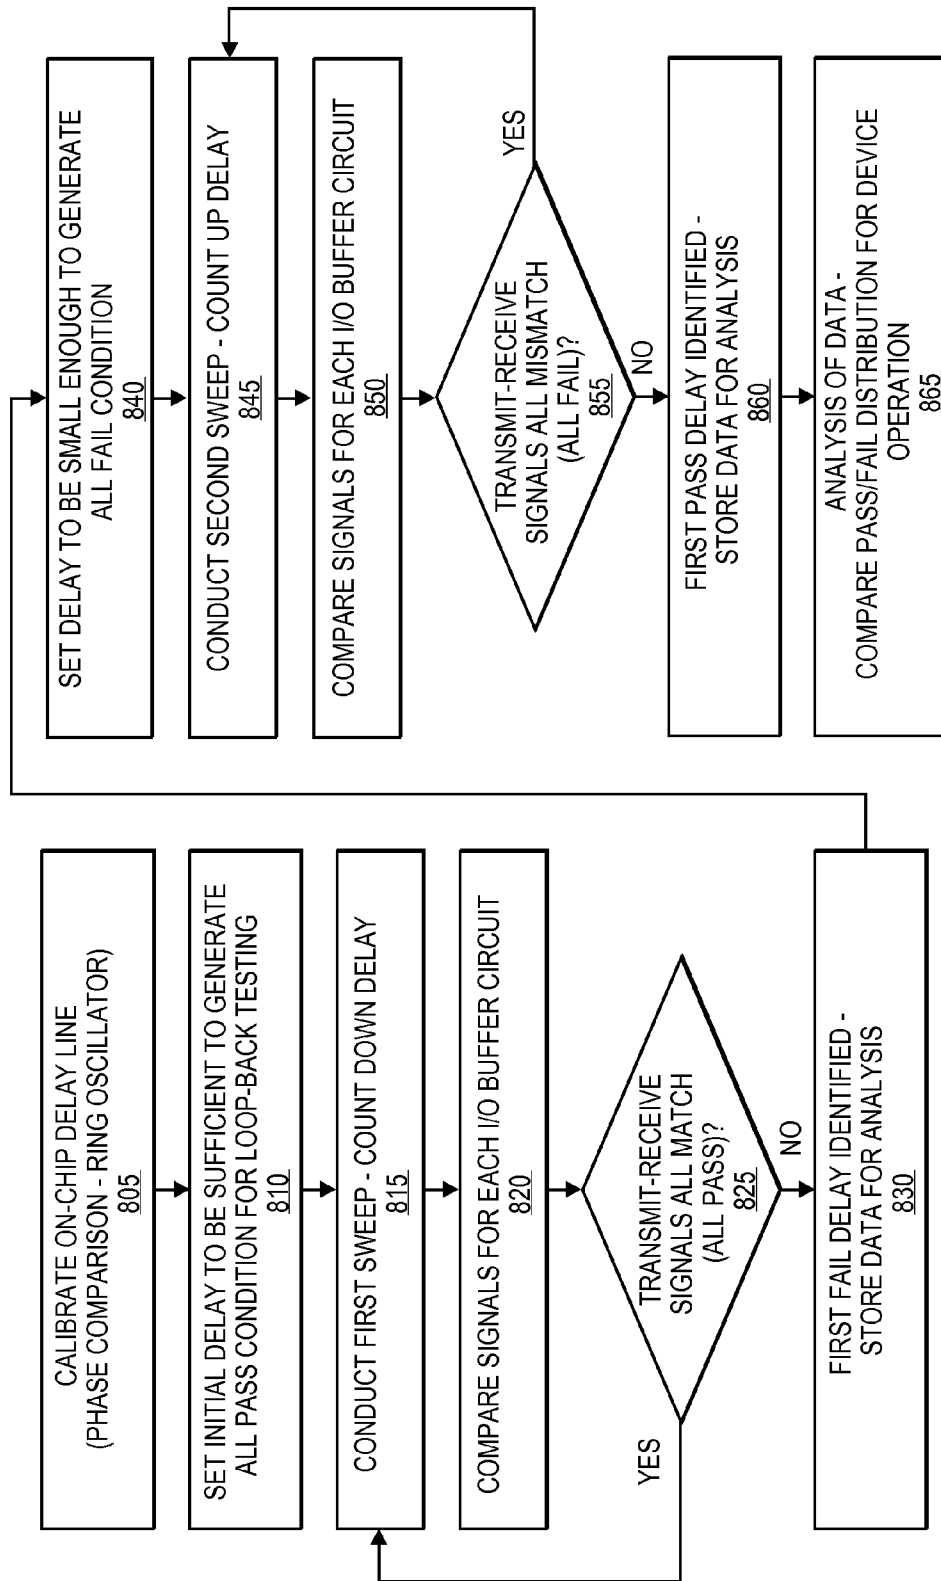 CALIBRATE ON-CHIP DELAY LINE
(PHASE COMPARISON - RING OSCILLATOR)
805
SET INITIAL DELAY TO BE SUFFICIENT TO GENERATE
ALL PASS CONDITION FOR LOOP-BACK TESTING
810
CONDUCT FIRST SWEEP - COUNT DOWN DELAY
815
COMPARE SIGNALS FOR EACH I/O BUFFER CIRCUIT
820
TRANSMIT-RECEIVE
SIGNALS ALL MATCH
(ALL PASS)?
825
YES
NO
FIRST FAIL DELAY IDENTIFIED -
STORE DATA FOR ANALYSIS
830
SET DELAY TO BE SMALL ENOUGH TO GENERATE
ALL FAIL CONDITION
840
CONDUCT SECOND SWEEP - COUNT UP DELAY
845
COMPARE SIGNALS FOR EACH I/O BUFFER CIRCUIT
850
TRANSMIT-RECEIVE
SIGNALS ALL MISMATCH
(ALL FAIL)?
855
YES
NO
FIRST PASS DELAY IDENTIFIED -
STORE DATA FOR ANALYSIS
860
ANALYSIS OF DATA -
COMPARE PASS/FAIL DISTRIBUTION FOR DEVICE
OPERATION
865